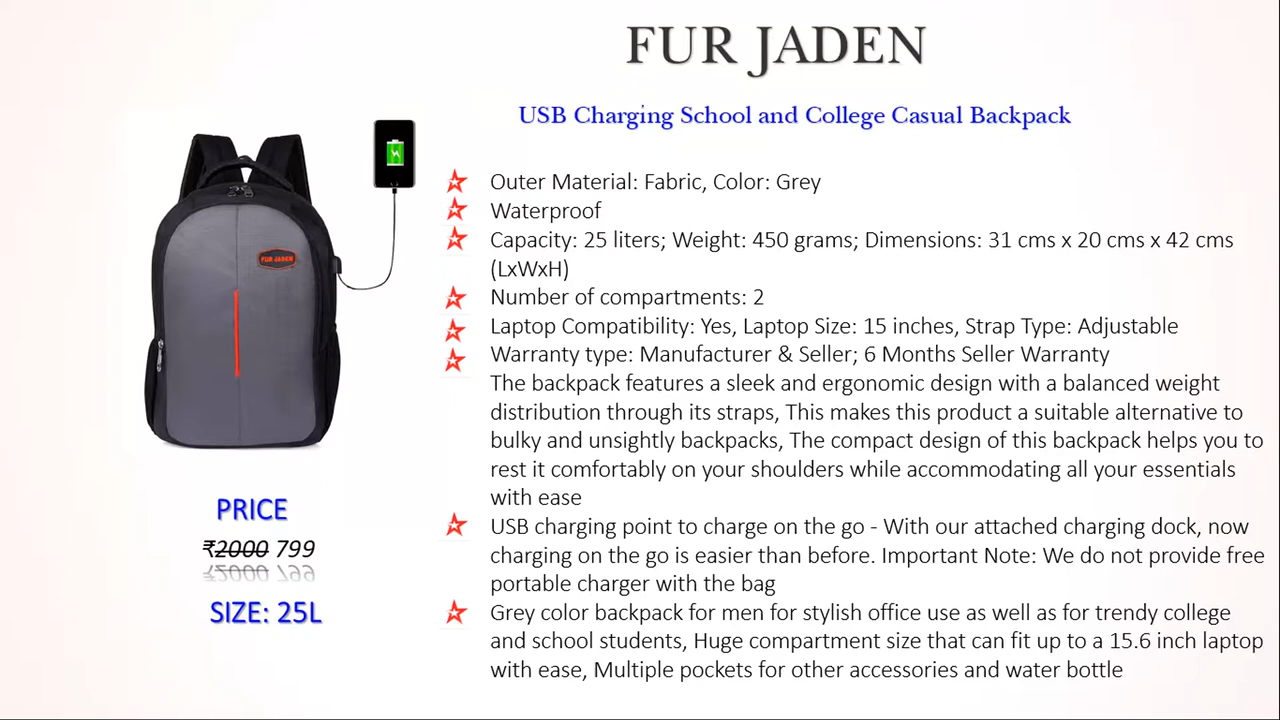 FUR JADEN
USB Charging School and College Casual Backpack
Outer Material: Fabric, Color: Grey
Waterproof
Capacity: 25 liters; Weight: 450 grams; Dimensions: 31 cms x 20 cms x 42 cms
(LxWxH)
Number of compartments: 2
Laptop Compatibility: Yes, Laptop Size: 15 inches, Strap Type: Adjustable
Warranty type: Manufacturer & Seller; 6 Months Seller Warranty
The backpack features a sleek and ergonomic design with a balanced weight
distribution through its straps, This makes this product a suitable alternative to
bulky and unsightly backpacks, The compact design of this backpack helps you to
rest it comfortably on your shoulders while accommodating all your essentials
with ease
USB charging point to charge on the go - With our attached charging dock, now
charging on the go is easier than before. Important Note: We do not provide free
portable charger with the bag
Grey color backpack for men for stylish office use as well as for trendy college
and school students, Huge compartment size that can fit up to a 15.6 inch laptop
with ease, Multiple pockets for other accessories and water bottle
FUR JADEN
PRICE
₹2000 799
SIZE: 25L